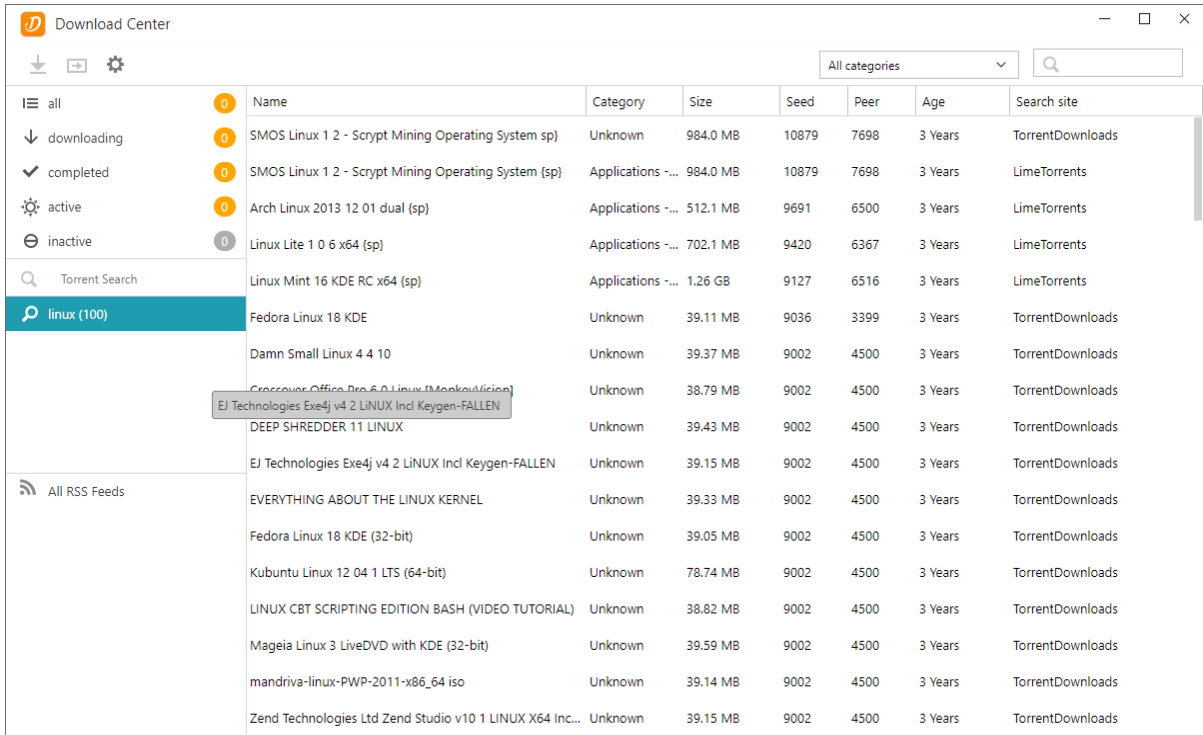 Download Center
All categories
all 0
downloading 0
completed 0
active 0
inactive 0
Torrent Search
linux (100)
All RSS Feeds
Name Category Size Seed Peer Age Search site
SMOS Linux 1 2 - Scrypt Mining Operating System sp} Unknown 984.0 MB 10879 7698 3 Years TorrentDownloads
SMOS Linux 1 2 - Scrypt Mining Operating System {sp} Applications -... 984.0 MB 10879 7698 3 Years LimeTorrents
Arch Linux 2013 12 01 dual {sp} Applications -... 512.1 MB 9691 6500 3 Years LimeTorrents
Linux Lite 1 0 6 x64 {sp} Applications -... 702.1 MB 9420 6367 3 Years LimeTorrents
Linux Mint 16 KDE RC x64 {sp} Applications -... 1.26 GB 9127 6516 3 Years LimeTorrents
Fedora Linux 18 KDE Unknown 39.11 MB 9036 3399 3 Years TorrentDownloads
Damn Small Linux 4 4 10 Unknown 39.37 MB 9002 4500 3 Years TorrentDownloads
Crossover Office Pro 6 0 Linux [MonkeyVision] Unknown 38.79 MB 9002 4500 3 Years TorrentDownloads
EJ Technologies Exe4j v4 2 LiNUX Incl Keygen-FALLEN
DEEP SHREDDER 11 LINUX Unknown 39.43 MB 9002 4500 3 Years TorrentDownloads
EJ Technologies Exe4j v4 2 LiNUX Incl Keygen-FALLEN Unknown 39.15 MB 9002 4500 3 Years TorrentDownloads
EVERYTHING ABOUT THE LINUX KERNEL Unknown 39.33 MB 9002 4500 3 Years TorrentDownloads
Fedora Linux 18 KDE (32-bit) Unknown 39.05 MB 9002 4500 3 Years TorrentDownloads
Kubuntu Linux 12 04 1 LTS (64-bit) Unknown 78.74 MB 9002 4500 3 Years TorrentDownloads
LINUX CBT SCRIPTING EDITION BASH (VIDEO TUTORIAL) Unknown 38.82 MB 9002 4500 3 Years TorrentDownloads
Mageia Linux 3 LiveDVD with KDE (32-bit) Unknown 39.59 MB 9002 4500 3 Years TorrentDownloads
mandriva-linux-PWP-2011-x86_64 iso Unknown 39.14 MB 9002 4500 3 Years TorrentDownloads
Zend Technologies Ltd Zend Studio v10 1 LINUX X64 Inc... Unknown 39.15 MB 9002 4500 3 Years TorrentDownloads